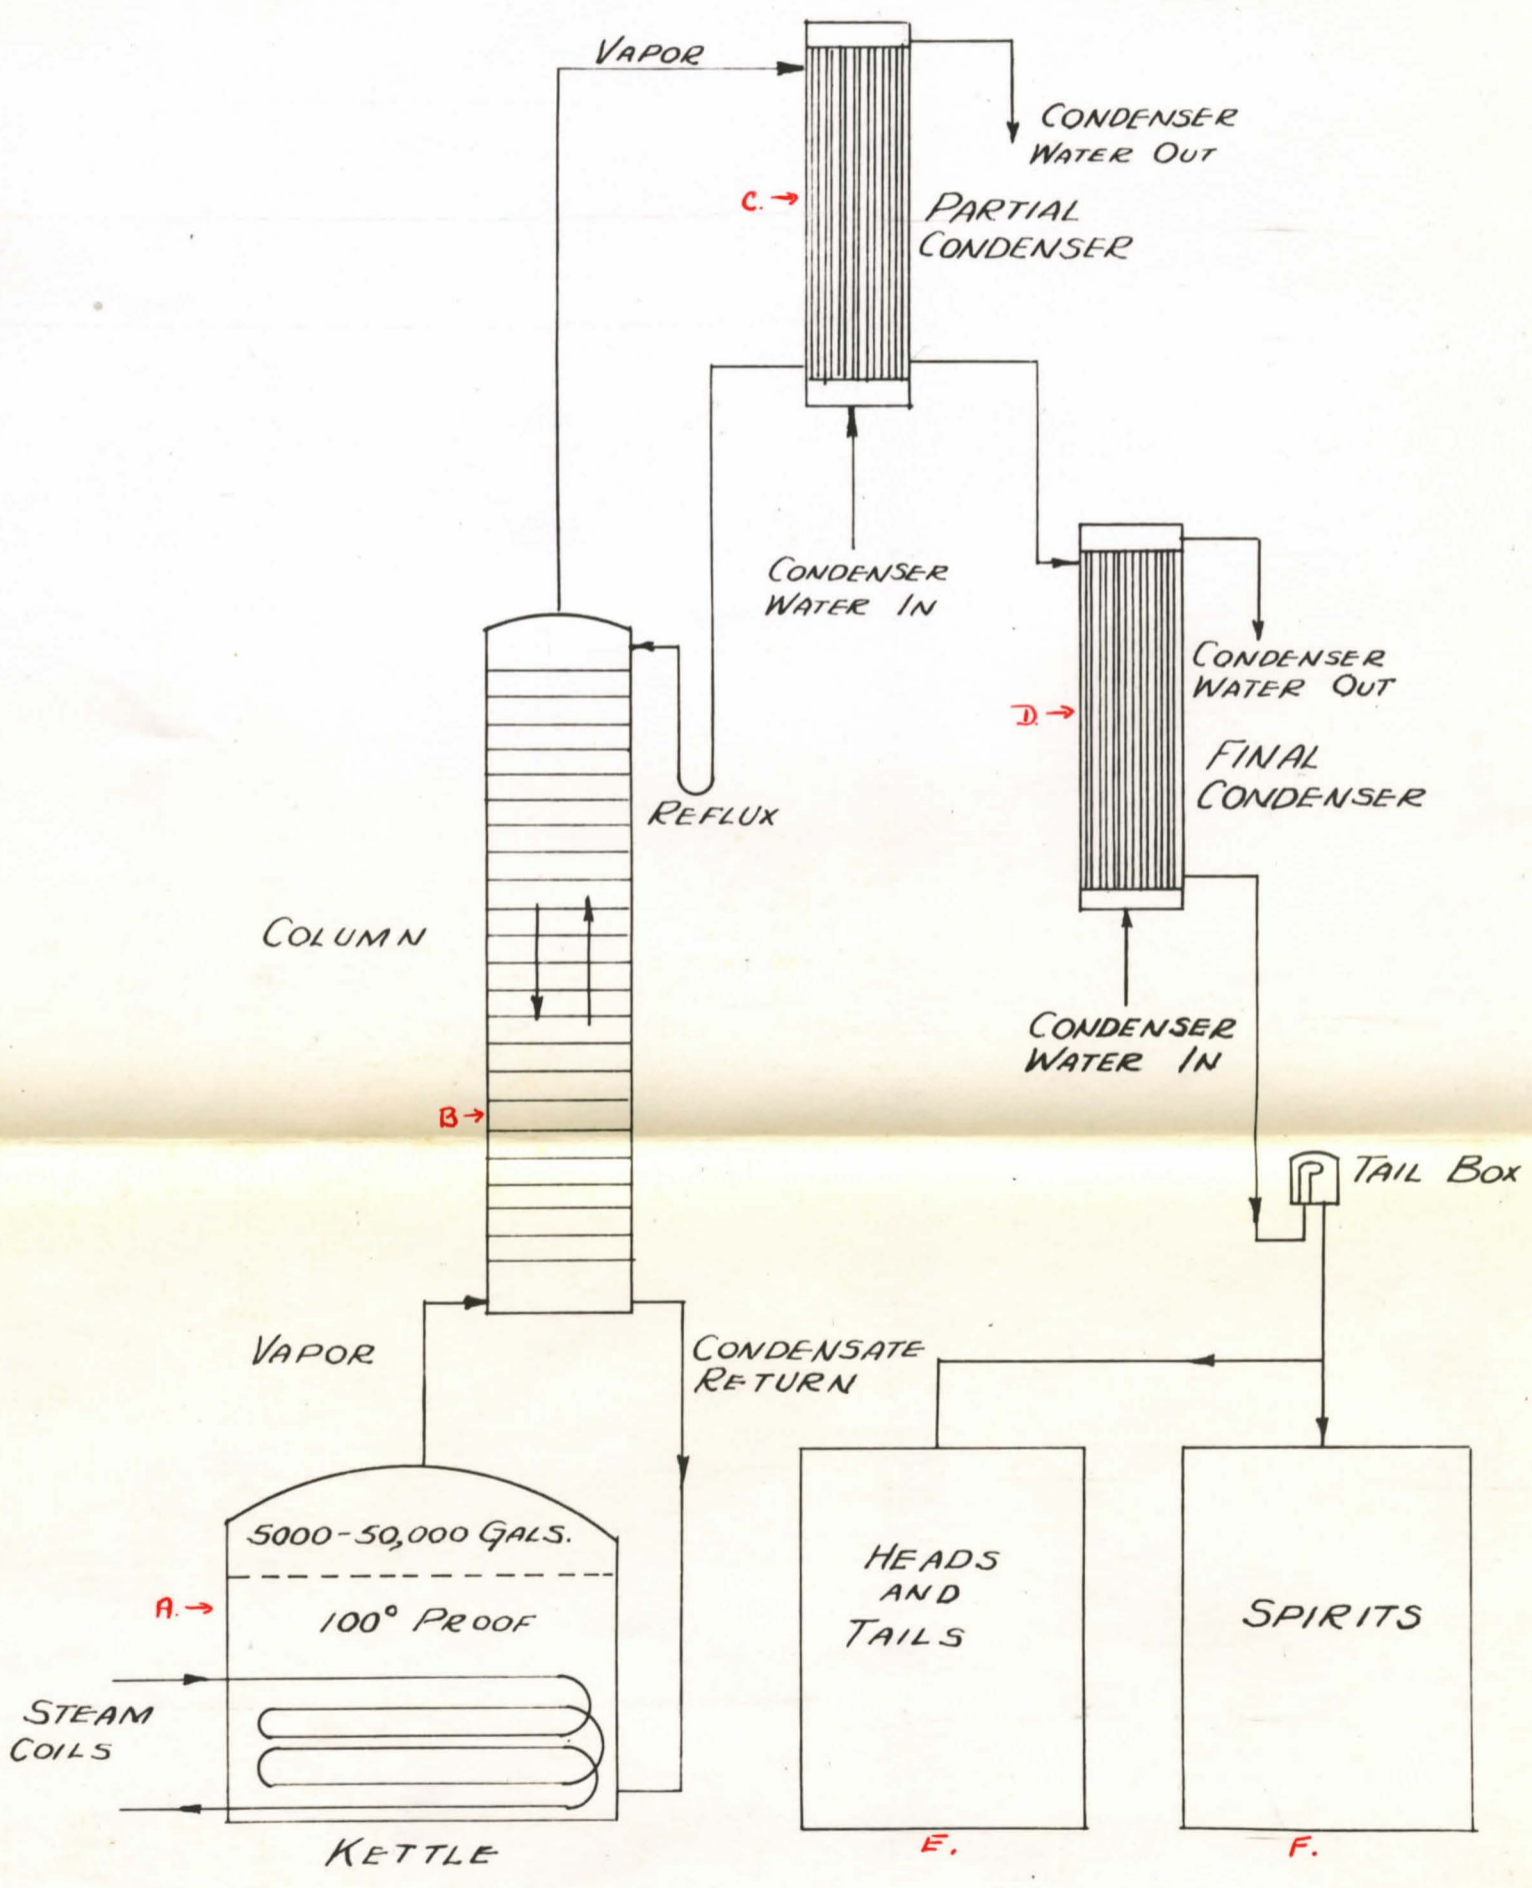 VAPOR
CONDENSER
WATER OUT
C.→
PARTIAL
CONDENSER
CONDENSER
WATER IN
CONDENSER
WATER OUT
D.→
FINAL
CONDENSER
REFLUX
COLUMN
CONDENSER
WATER IN
B→
TAIL BOX
VAPOR
CONDENSATE
RETURN
5000-50,000 GALS.
A.→
100° PROOF
HEADS
AND
TAILS
SPIRITS
STEAM
COILS
KETTLE
E.
F.